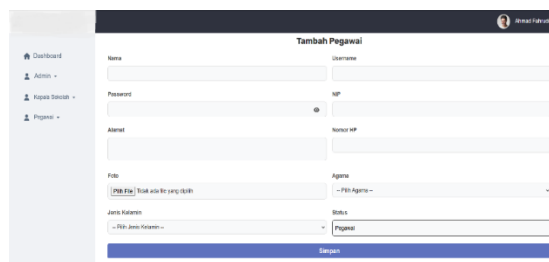 Ahmad Fahrudi
Tambah Pegawai
Dashboard
Admin
Kepala Sekolah
Pegawai
Nama
Username
Password
NIP
Alamat
Nomor HP
Foto
Pilih File Tidak ada file yang dipilih
Agama
-- Pilih Agama --
Jenis Kelamin
-- Pilih Jenis Kelamin --
Status
Pegawai
Simpan